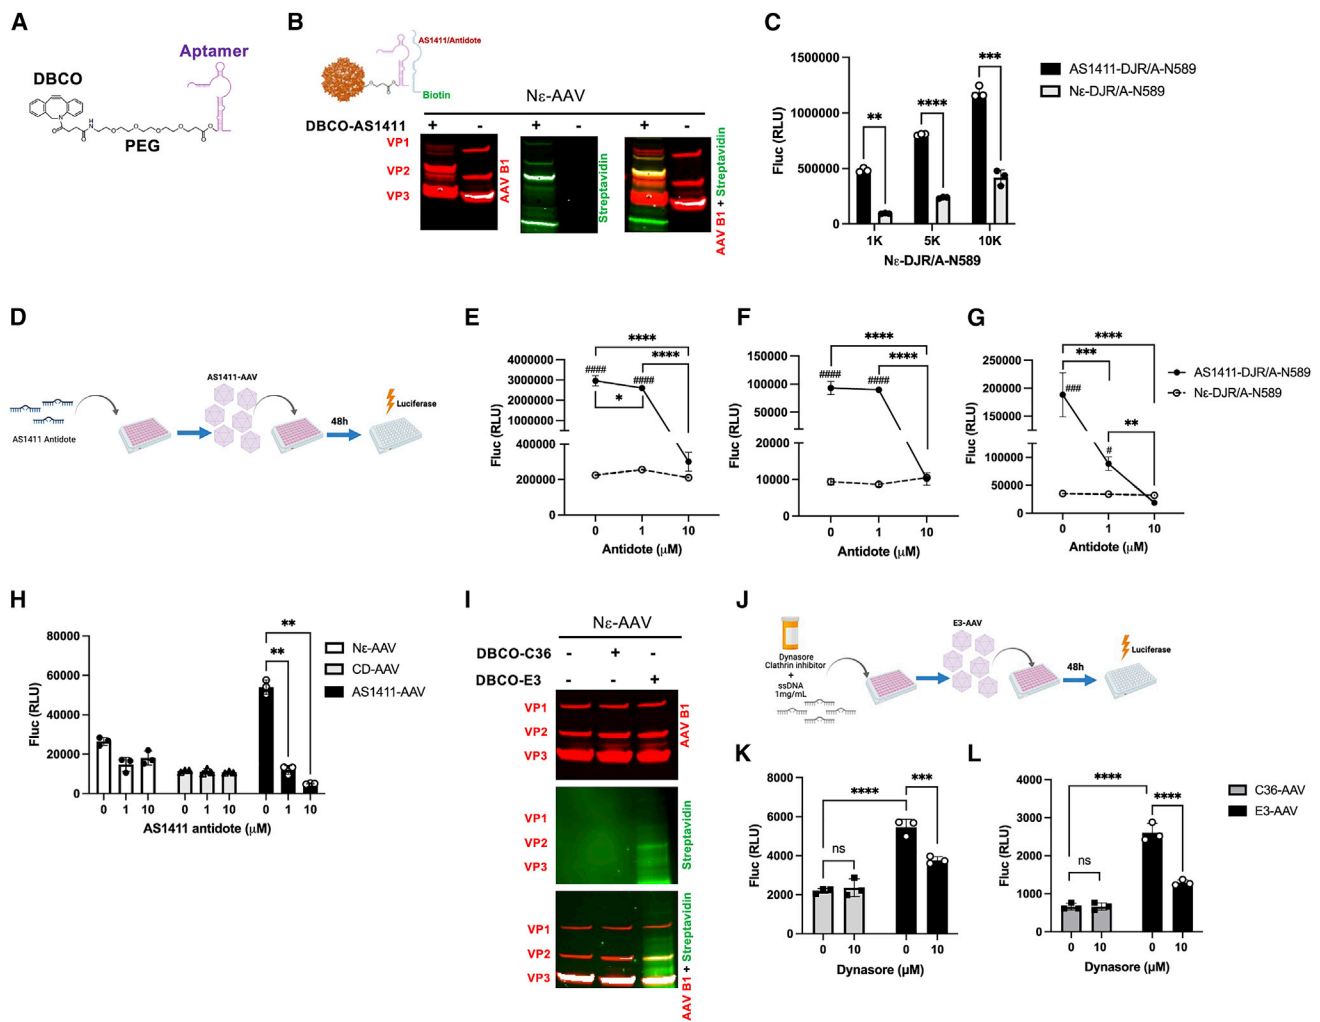 A
DBCO
Aptamer
N
O
O
N
H
O
O
O
O
O
O
PEG
B
AS1411/Antidote
Biotin
Nε-AAV
DBCO-AS1411 + - + - + -
VP1
VP2
VP3
AAV B1
Streptavidin
AAV B1 + Streptavidin
C
Fluc (RLU)
1500000
1000000
500000
0
**
****
***
1K 5K 10K
Nε-DJR/A-N589
AS1411-DJR/A-N589
Nε-DJR/A-N589
D
AS1411 Antidote
AS1411-AAV
48h
Luciferase
E
Fluc (RLU)
4000000
3000000
2000000
1000000
400000
200000
0
****
****
####
####
*
0 1 10
Antidote (μM)
F
Fluc (RLU)
150000
100000
50000
20000
10000
0
****
****
####
####
0 1 10
Antidote (μM)
G
Fluc (RLU)
250000
200000
150000
100000
50000
0
****
***
###
**
#
0 1 10
Antidote (μM)
AS1411-DJR/A-N589
Nε-DJR/A-N589
H
Fluc (RLU)
80000
60000
40000
20000
0
**
**
0 1 10 0 1 10 0 1 10
AS1411 antidote (μM)
Nε-AAV
CD-AAV
AS1411-AAV
I
Nε-AAV
DBCO-C36 - + -
DBCO-E3 - - +
VP1
VP2
VP3
AAV B1
VP1
VP2
VP3
Streptavidin
VP1
VP2
VP3
AAV B1 + Streptavidin
J
Dynasore
Clathrin inhibitor
+
ssDNA
1mg/mL
E3-AAV
48h
Luciferase
K
Fluc (RLU)
8000
6000
4000
2000
0
****
***
ns
0 10 0 10
Dynasore (μM)
L
Fluc (RLU)
4000
3000
2000
1000
0
****
****
ns
0 10 0 10
Dynasore (μM)
C36-AAV
E3-AAV